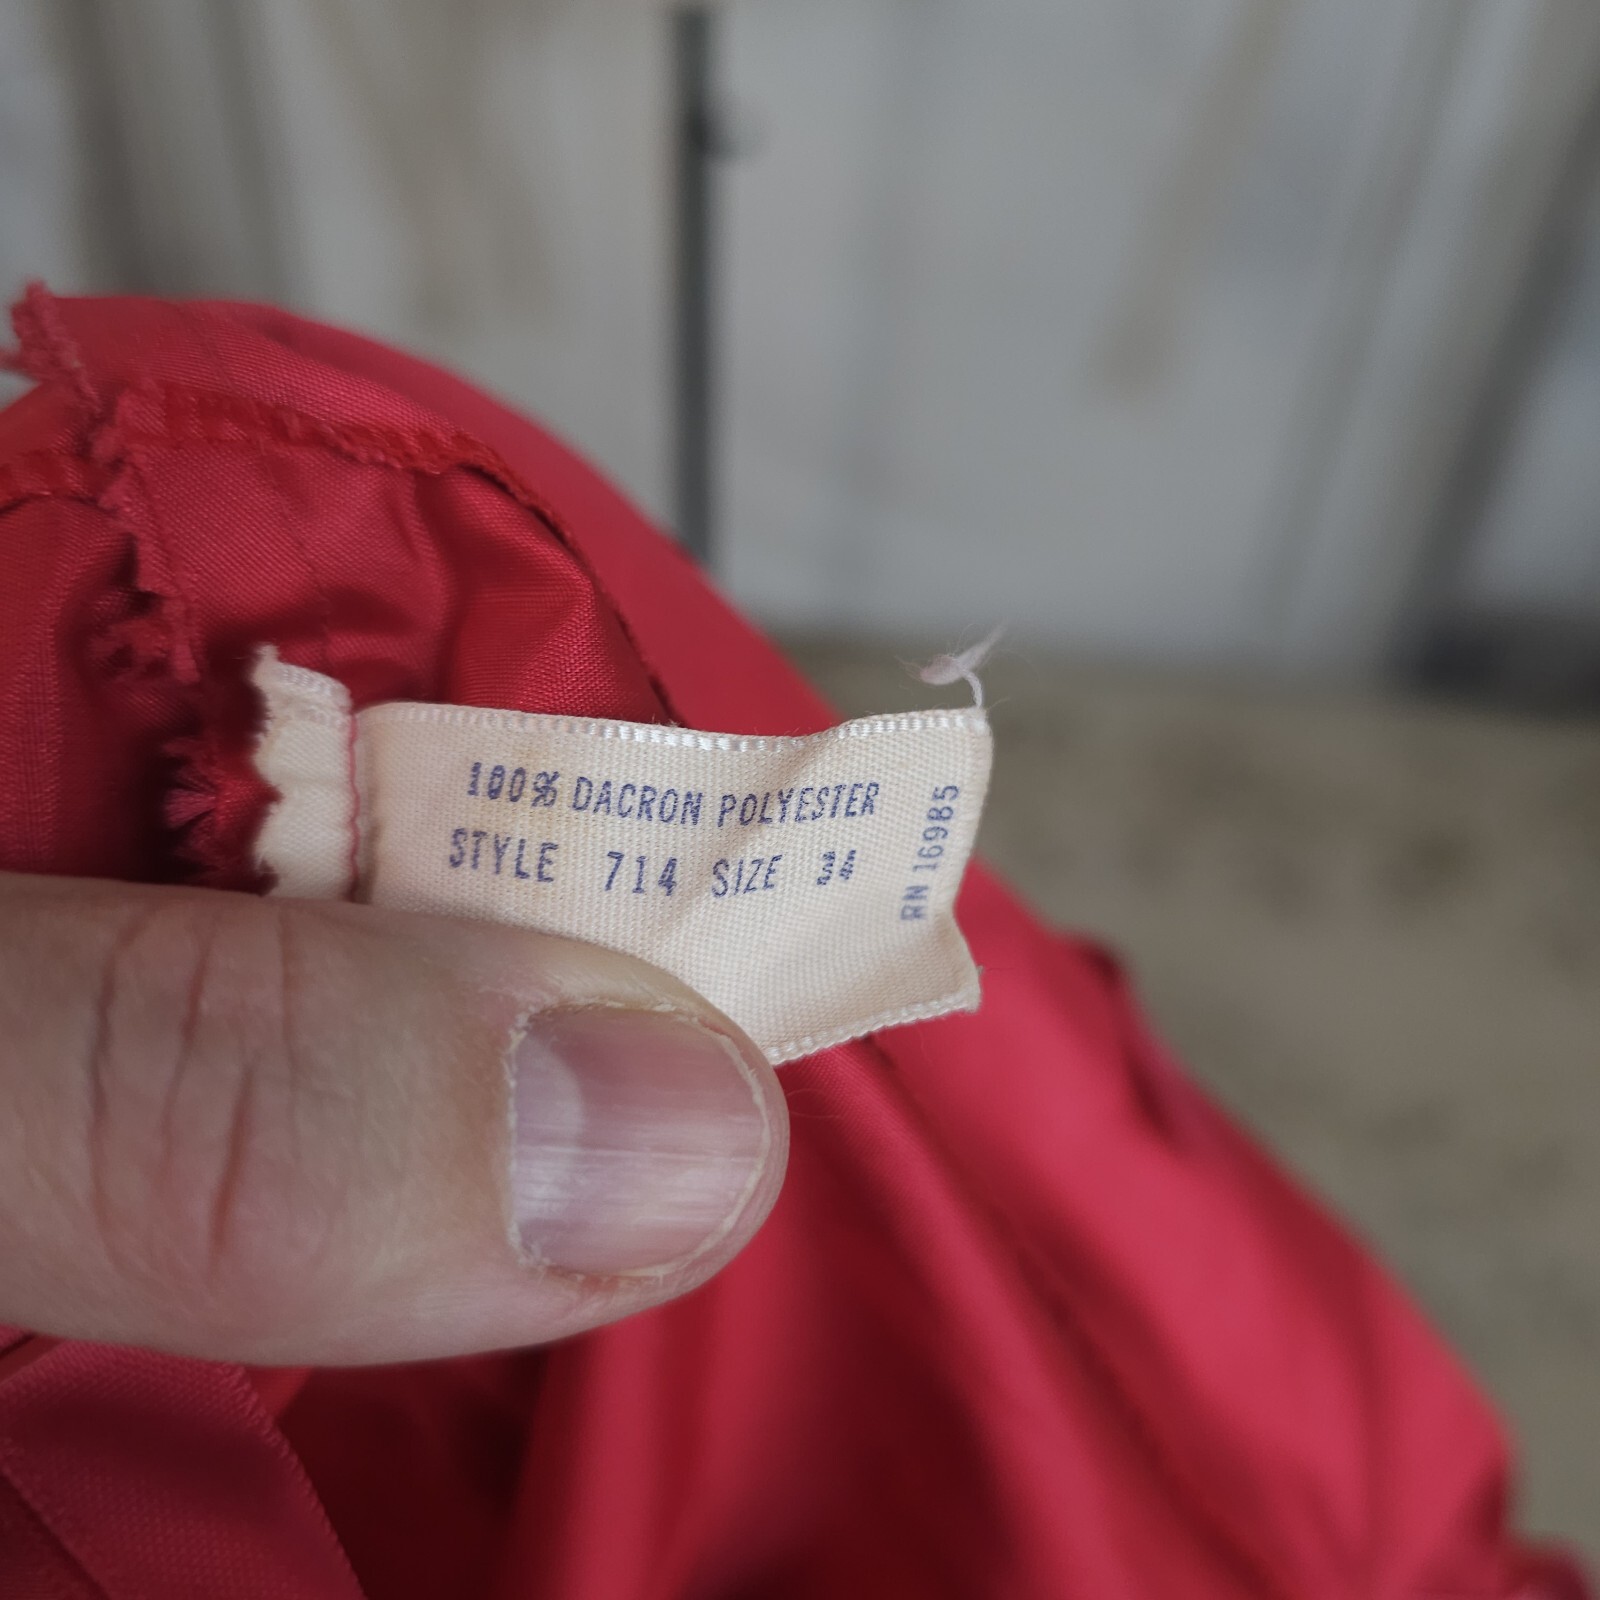 100% DACRON POLYESTER
STYLE 714 SIZE 34
RN 16985